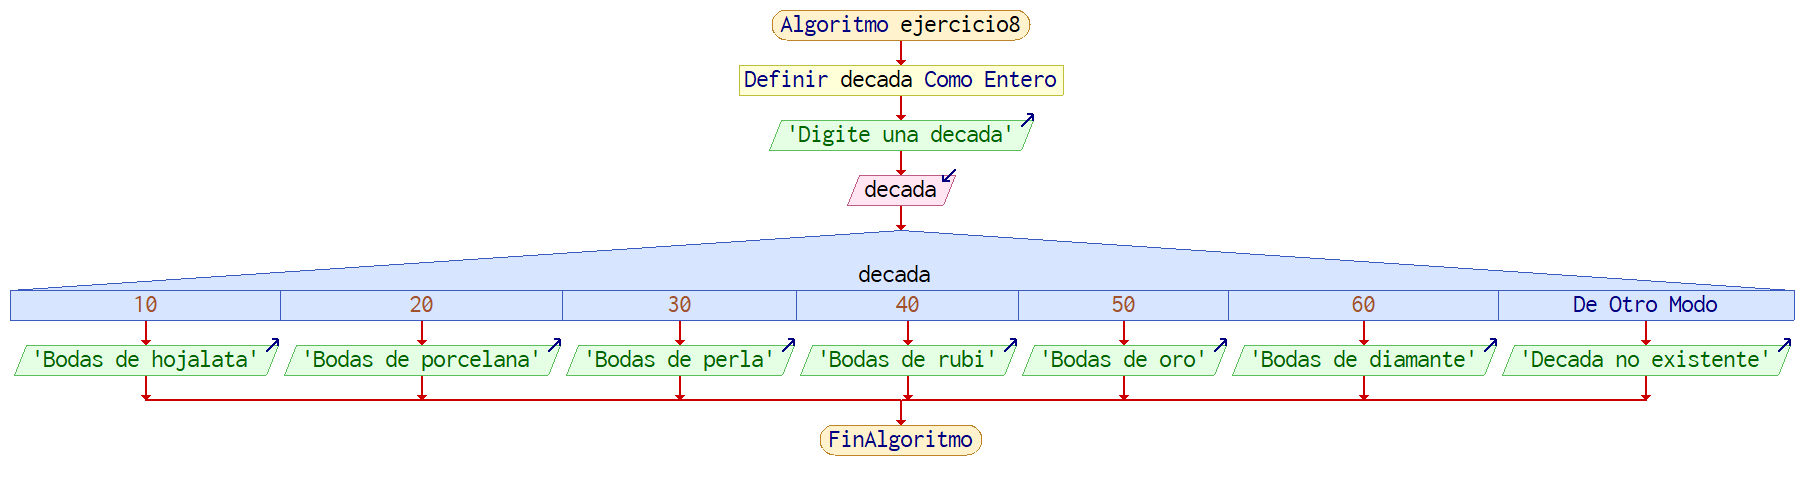 Algoritmo ejercicio8
Definir decada Como Entero
'Digite una decada'
decada
decada
10 20 30 40 50 60 De Otro Modo
'Bodas de hojalata' 'Bodas de porcelana' 'Bodas de perla' 'Bodas de rubi' 'Bodas de oro' 'Bodas de diamante' 'Decada no existente'
FinAlgoritmo